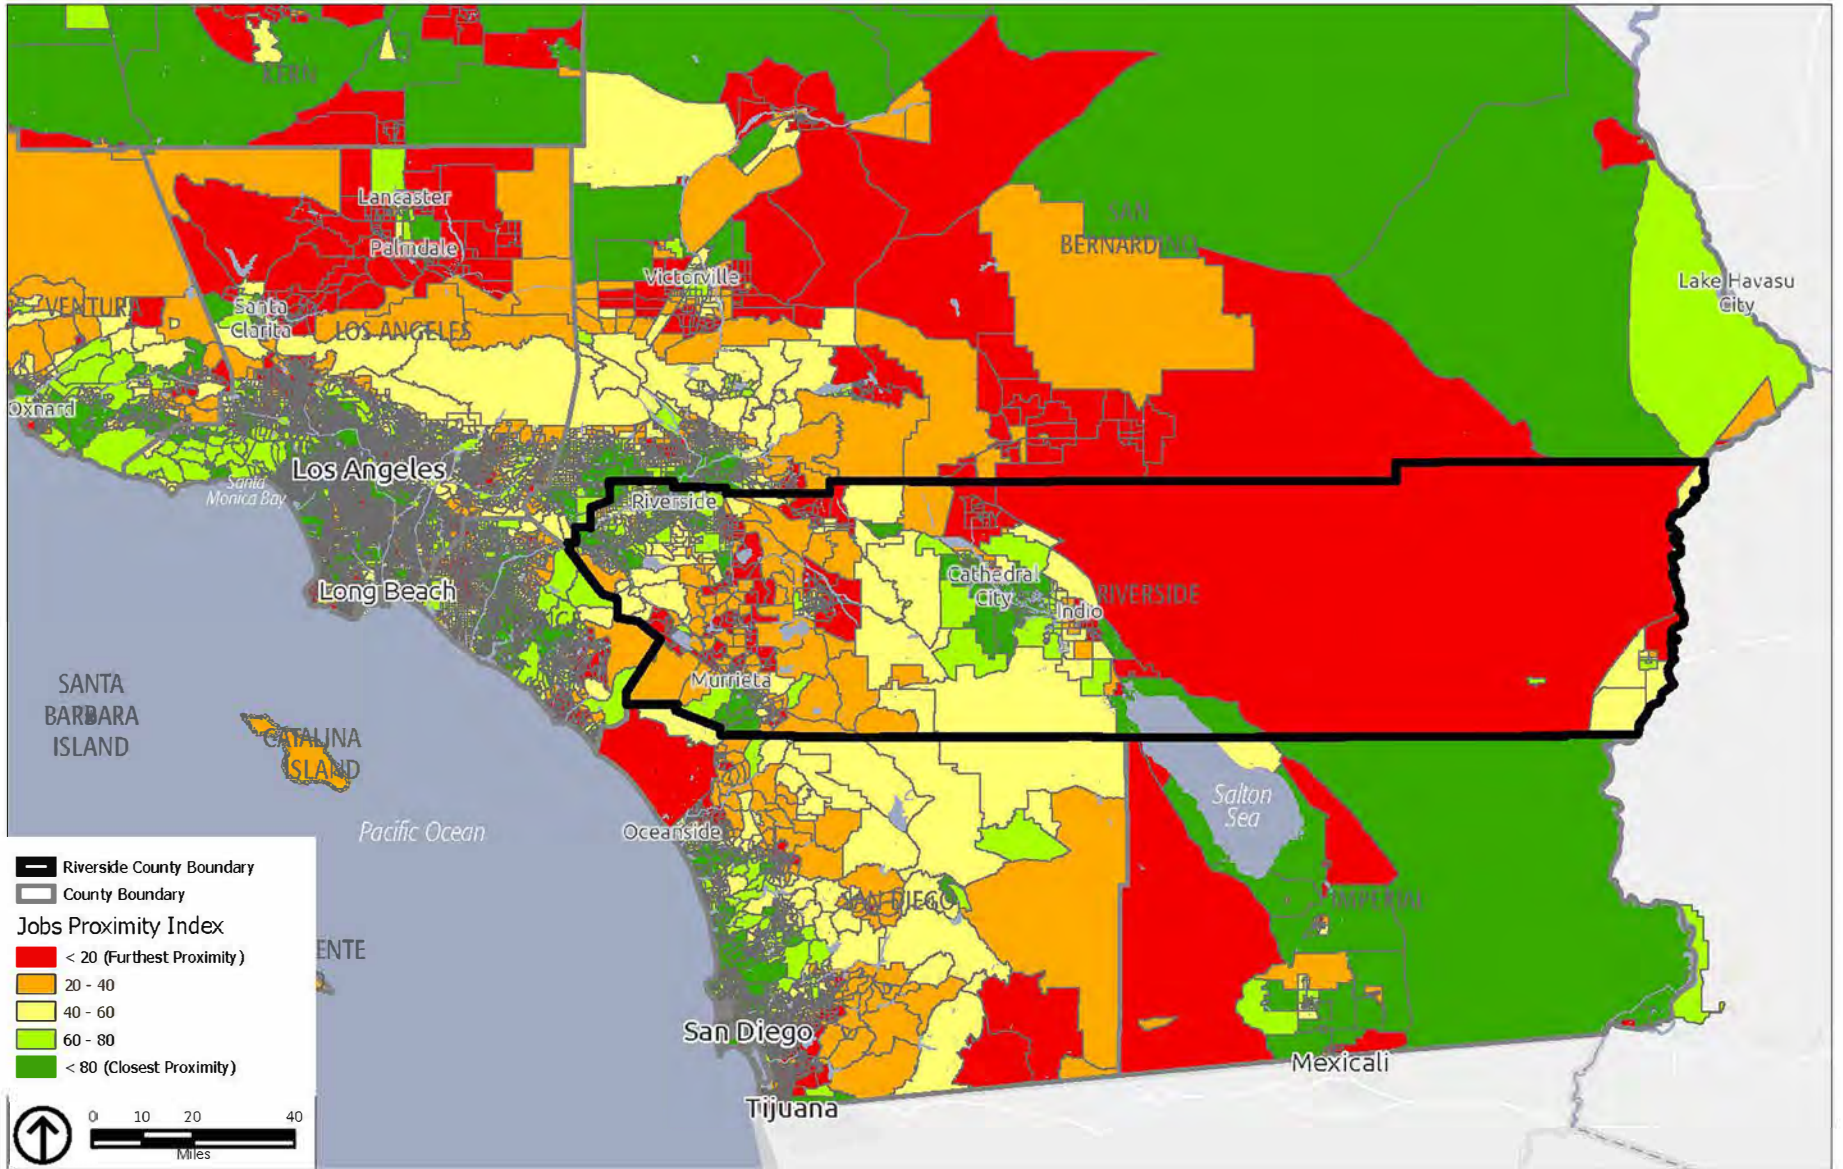 KERN
Lancaster
Palmdale
SAN
BERNARDINO
Victorville
Lake Havasu
City
VENTURA
Santa
Clarita
LOS ANGELES
Oxnard
Los Angeles
Santa
Monica Bay
Riverside
Long Beach
Cathedral
City
Indio
RIVERSIDE
Murrieta
SANTA
BARBARA
ISLAND
CATALINA
ISLAND
Salton
Sea
Pacific Ocean
Oceanside
SAN DIEGO
IMPERIAL
ENTE
San Diego
Mexicali
Tijuana
Riverside County Boundary
County Boundary
Jobs Proximity Index
< 20 (Furthest Proximity)
20 - 40
40 - 60
60 - 80
< 80 (Closest Proximity)
0 10 20 40
Miles